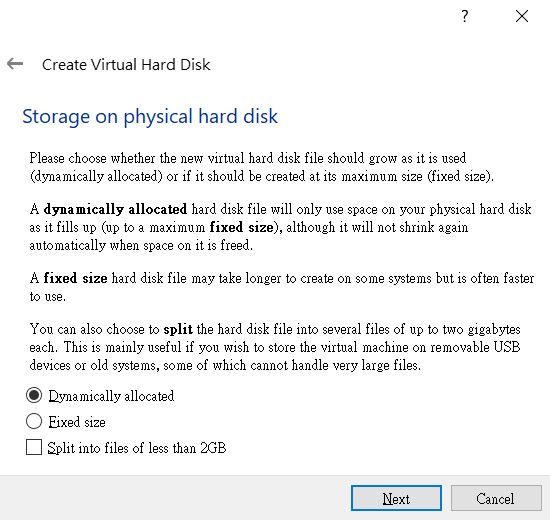 ?
Create Virtual Hard Disk
Storage on physical hard disk
Please choose whether the new virtual hard disk file should grow as it is used
(dynamically allocated) or if it should be created at its maximum size (fixed size).
A dynamically allocated hard disk file will only use space on your physical hard disk
as it fills up (up to a maximum fixed size), although it will not shrink again
automatically when space on it is freed.
A fixed size hard disk file may take longer to create on some systems but is often faster
to use.
You can also choose to split the hard disk file into several files of up to two gigabytes
each. This is mainly useful if you wish to store the virtual machine on removable USB
devices or old systems, some of which cannot handle very large files.
Dynamically allocated
Fixed size
Split into files of less than 2GB
Next Cancel